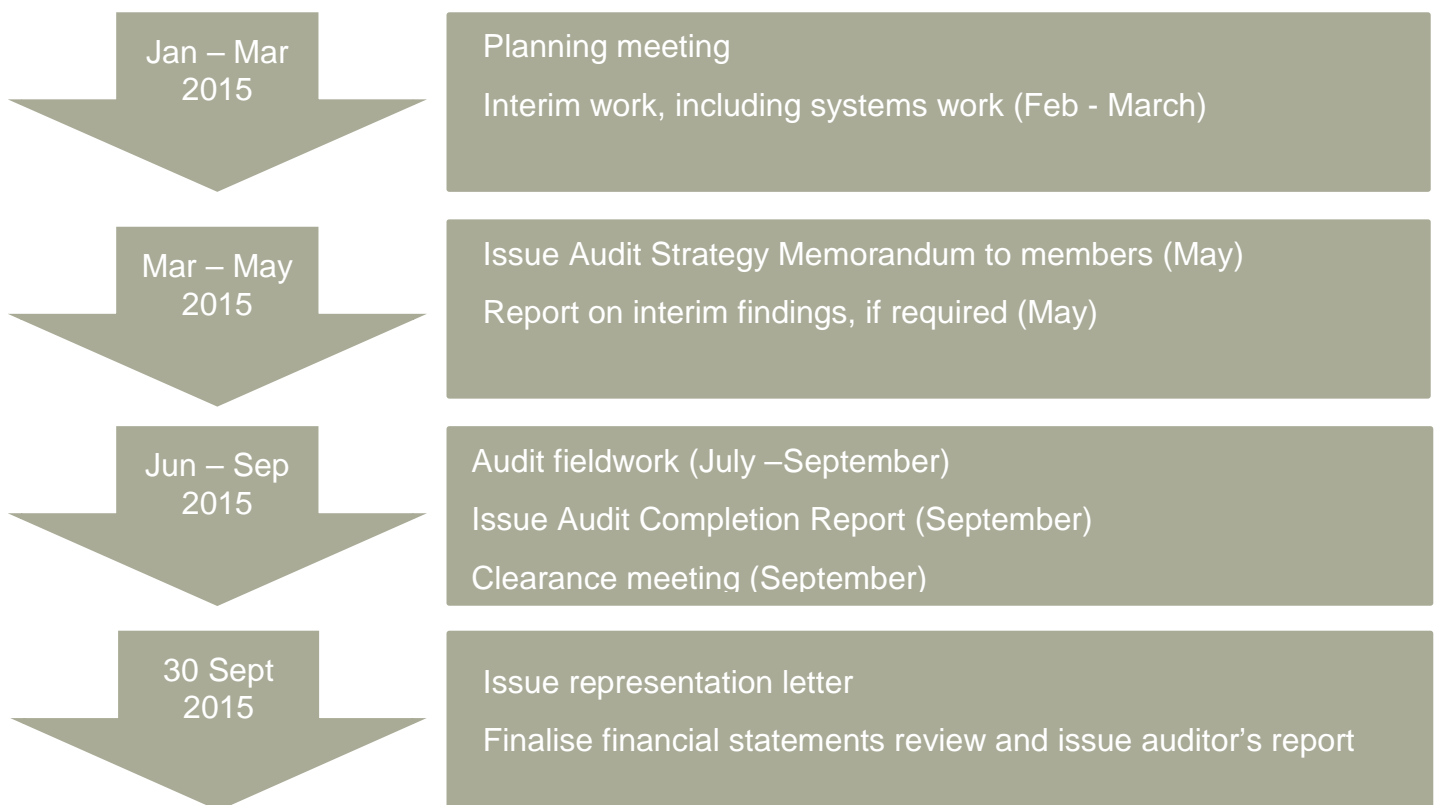 Jan – Mar
2015
Planning meeting
Interim work, including systems work (Feb - March)
Mar – May
2015
Issue Audit Strategy Memorandum to members (May)
Report on interim findings, if required (May)
Jun – Sep
2015
Audit fieldwork (July –September)
Issue Audit Completion Report (September)
Clearance meeting (September)
30 Sept
2015
Issue representation letter
Finalise financial statements review and issue auditor’s report